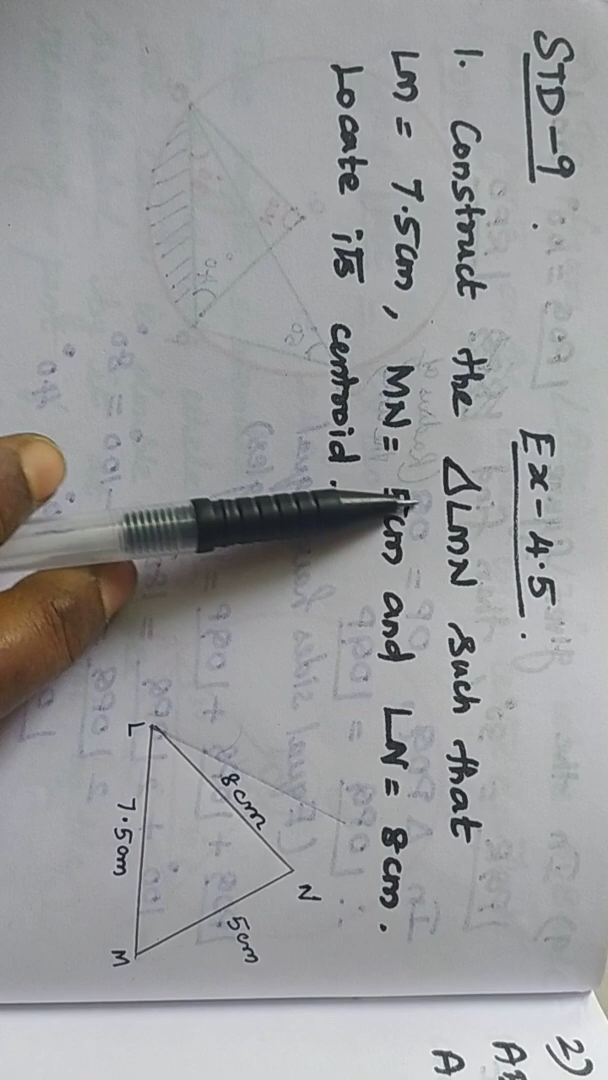 STD-9.
Ex-4.5.
1. Construct the ΔLMN such that
LM = 7.5cm, MN = 5cm and LN = 8cm.
Locate its centroid.
L
8cm
N
5cm
7.5cm
M
2)